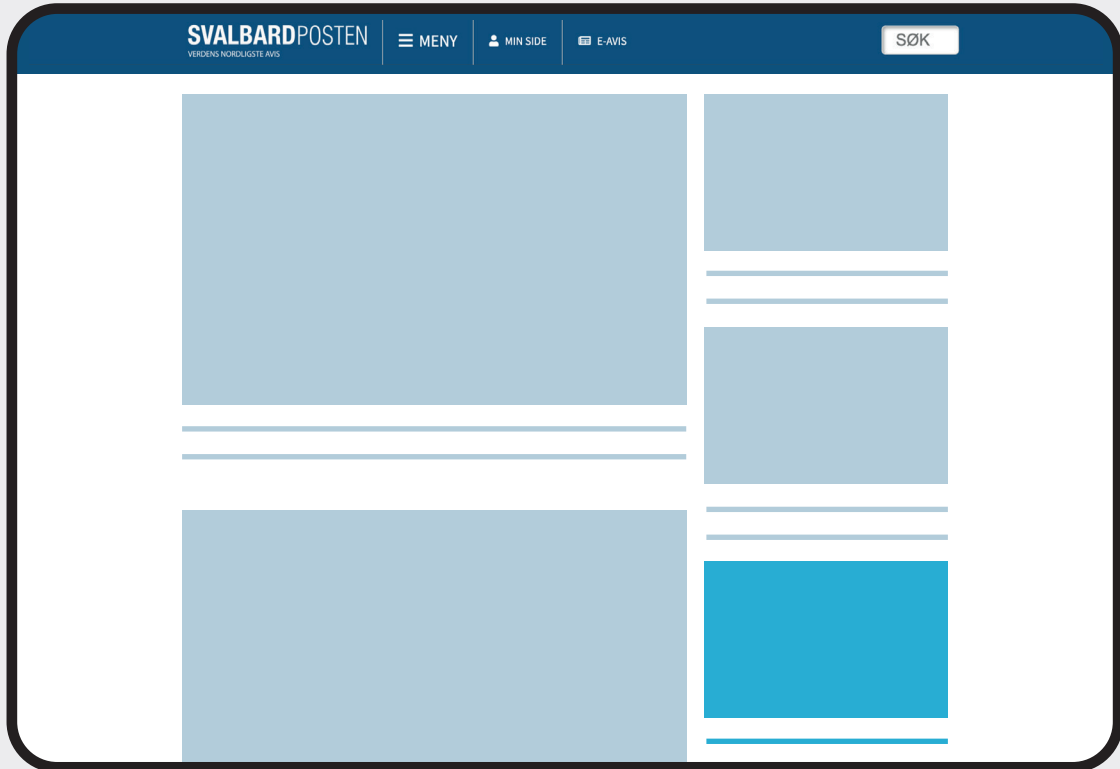 SVALBARDPOSTEN
VERDENS NORDLIGSTE AVIS
MENY
MIN SIDE
E-AVIS
SØK